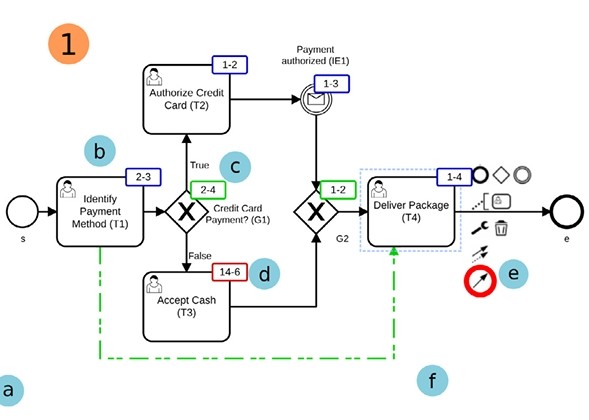 1
Payment
authorized (IE1)
1-2
1-3
Authorize Credit
Card (T2)
b
True
c
2-3
2-4
1-2
1-4
Identify
Payment
Method (T1)
X
Credit Card
Payment? (G1)
X
Deliver Package
(T4)
s
G2
e
False
14-6
d
e
Accept Cash
(T3)
a
f